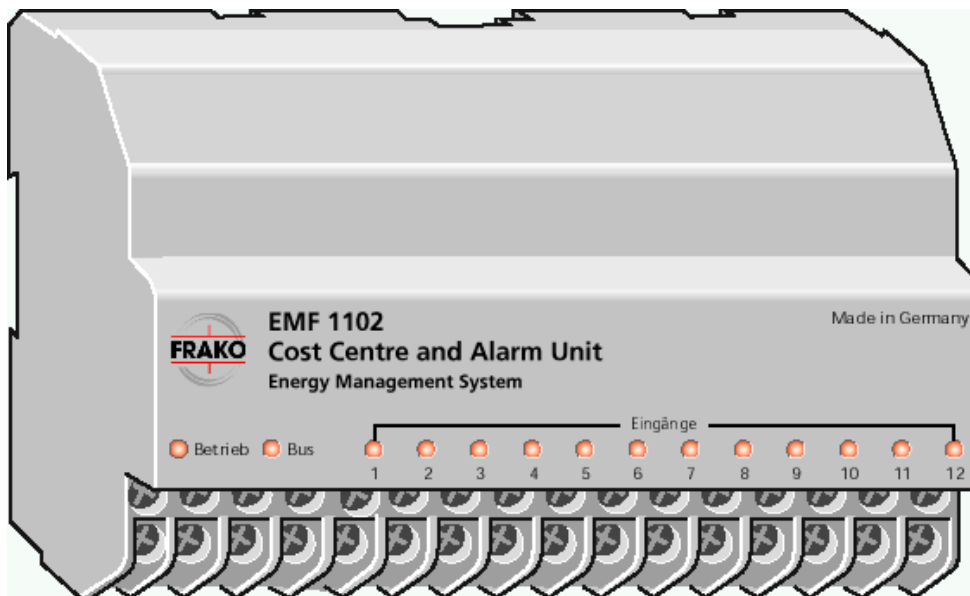 EMF 1102
Made in Germany
FRAKO
Cost Centre and Alarm Unit
Energy Management System
Eingänge
Betrieb Bus
1 2 3 4 5 6 7 8 9 10 11 12